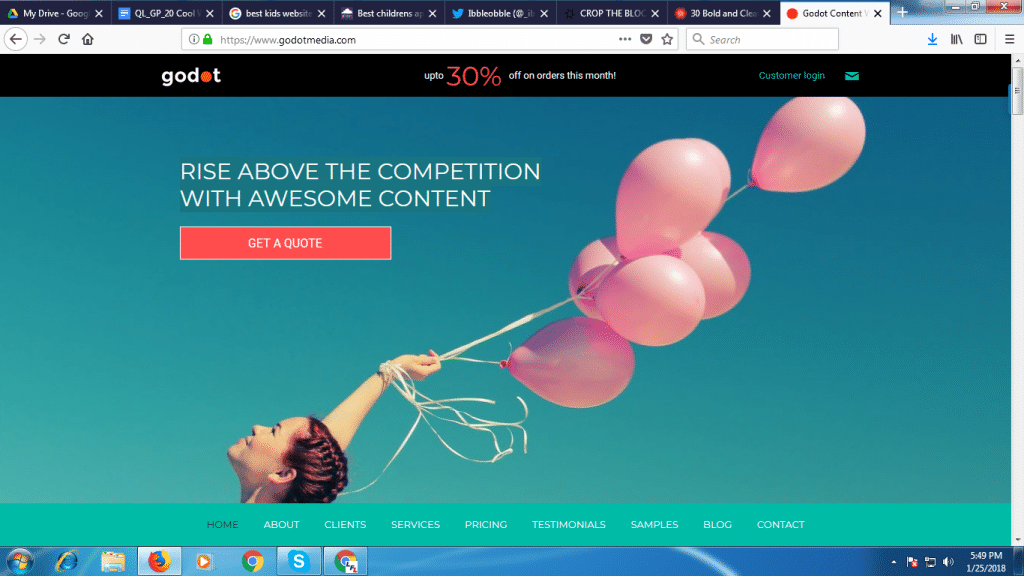 My Drive - Goog
QL_GP_20 Cool W
best kids website
Best childrens ap
Ibbleobble (@_ib
CROP THE BLOC
30 Bold and Clea
Godot Content W
https://www.godotmedia.com
Search
godot
upto 30% off on orders this month!
Customer login
RISE ABOVE THE COMPETITION
WITH AWESOME CONTENT
GET A QUOTE
HOME
ABOUT
CLIENTS
SERVICES
PRICING
TESTIMONIALS
SAMPLES
BLOG
CONTACT
5:49 PM
1/25/2018